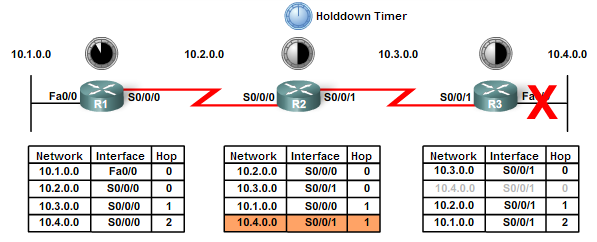 Holddown Timer
10.1.0.0 10.2.0.0 10.3.0.0 10.4.0.0
Fa0/0 R1 S0/0/0 S0/0/0 R2 S0/0/1 S0/0/1 R3
Network Interface Hop
10.1.0.0 Fa0/0 0
10.2.0.0 S0/0/0 0
10.3.0.0 S0/0/0 1
10.4.0.0 S0/0/0 2
Network Interface Hop
10.2.0.0 S0/0/0 0
10.3.0.0 S0/0/1 0
10.1.0.0 S0/0/0 1
10.4.0.0 S0/0/1 1
Network Interface Hop
10.3.0.0 S0/0/1 0
10.4.0.0 S0/0/1 0
10.2.0.0 S0/0/1 1
10.1.0.0 S0/0/1 2